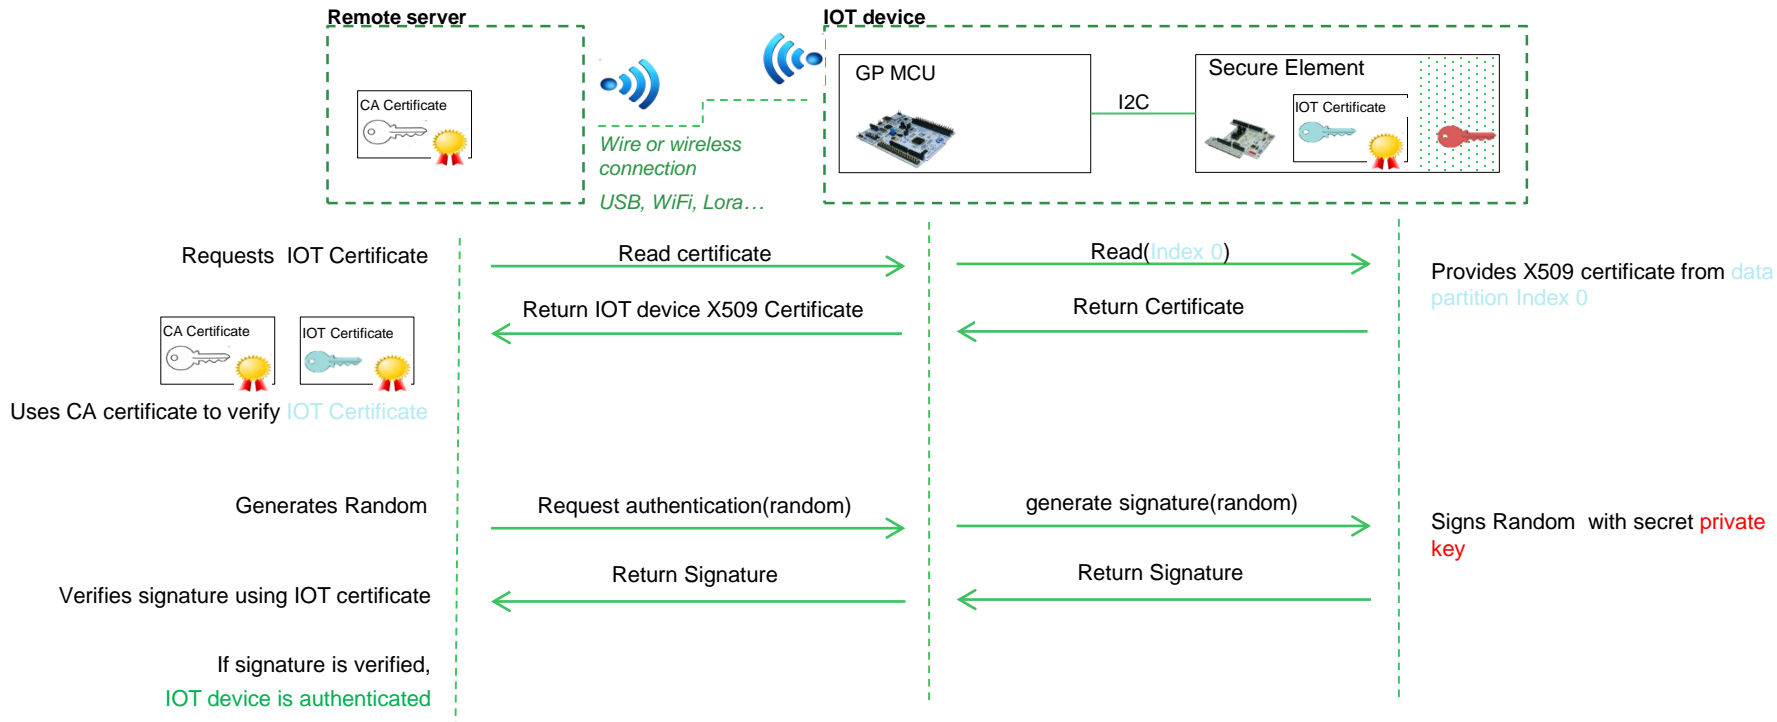 Remote server
IOT device
GP MCU
Secure Element
I2C
CA Certificate
IOT Certificate
Wire or wireless
connection
USB, WiFi, Lora…
Requests IOT Certificate
Read certificate
Read(Index 0)
Provides X509 certificate from data
partition Index 0
Return IOT device X509 Certificate
Return Certificate
CA Certificate
IOT Certificate
Uses CA certificate to verify IOT Certificate
Generates Random
Request authentication(random)
generate signature(random)
Signs Random with secret private
key
Return Signature
Return Signature
Verifies signature using IOT certificate
If signature is verified,
IOT device is authenticated